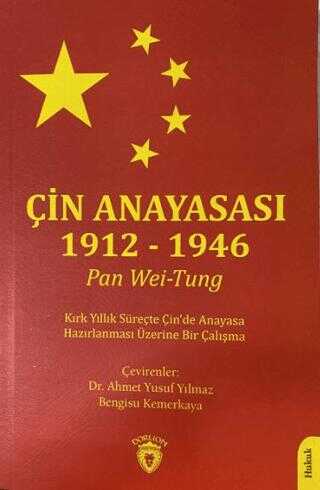 ÇİN ANAYASASI
1912 - 1946
Pan Wei-Tung
Kırk Yıllık Süreçte Çin'de Anayasa
Hazırlanması Üzerine Bir Çalışma
Çevirenler:
Dr. Ahmet Yusuf Yılmaz
Bengisu Kemerkaya
DORLION
Hukuk